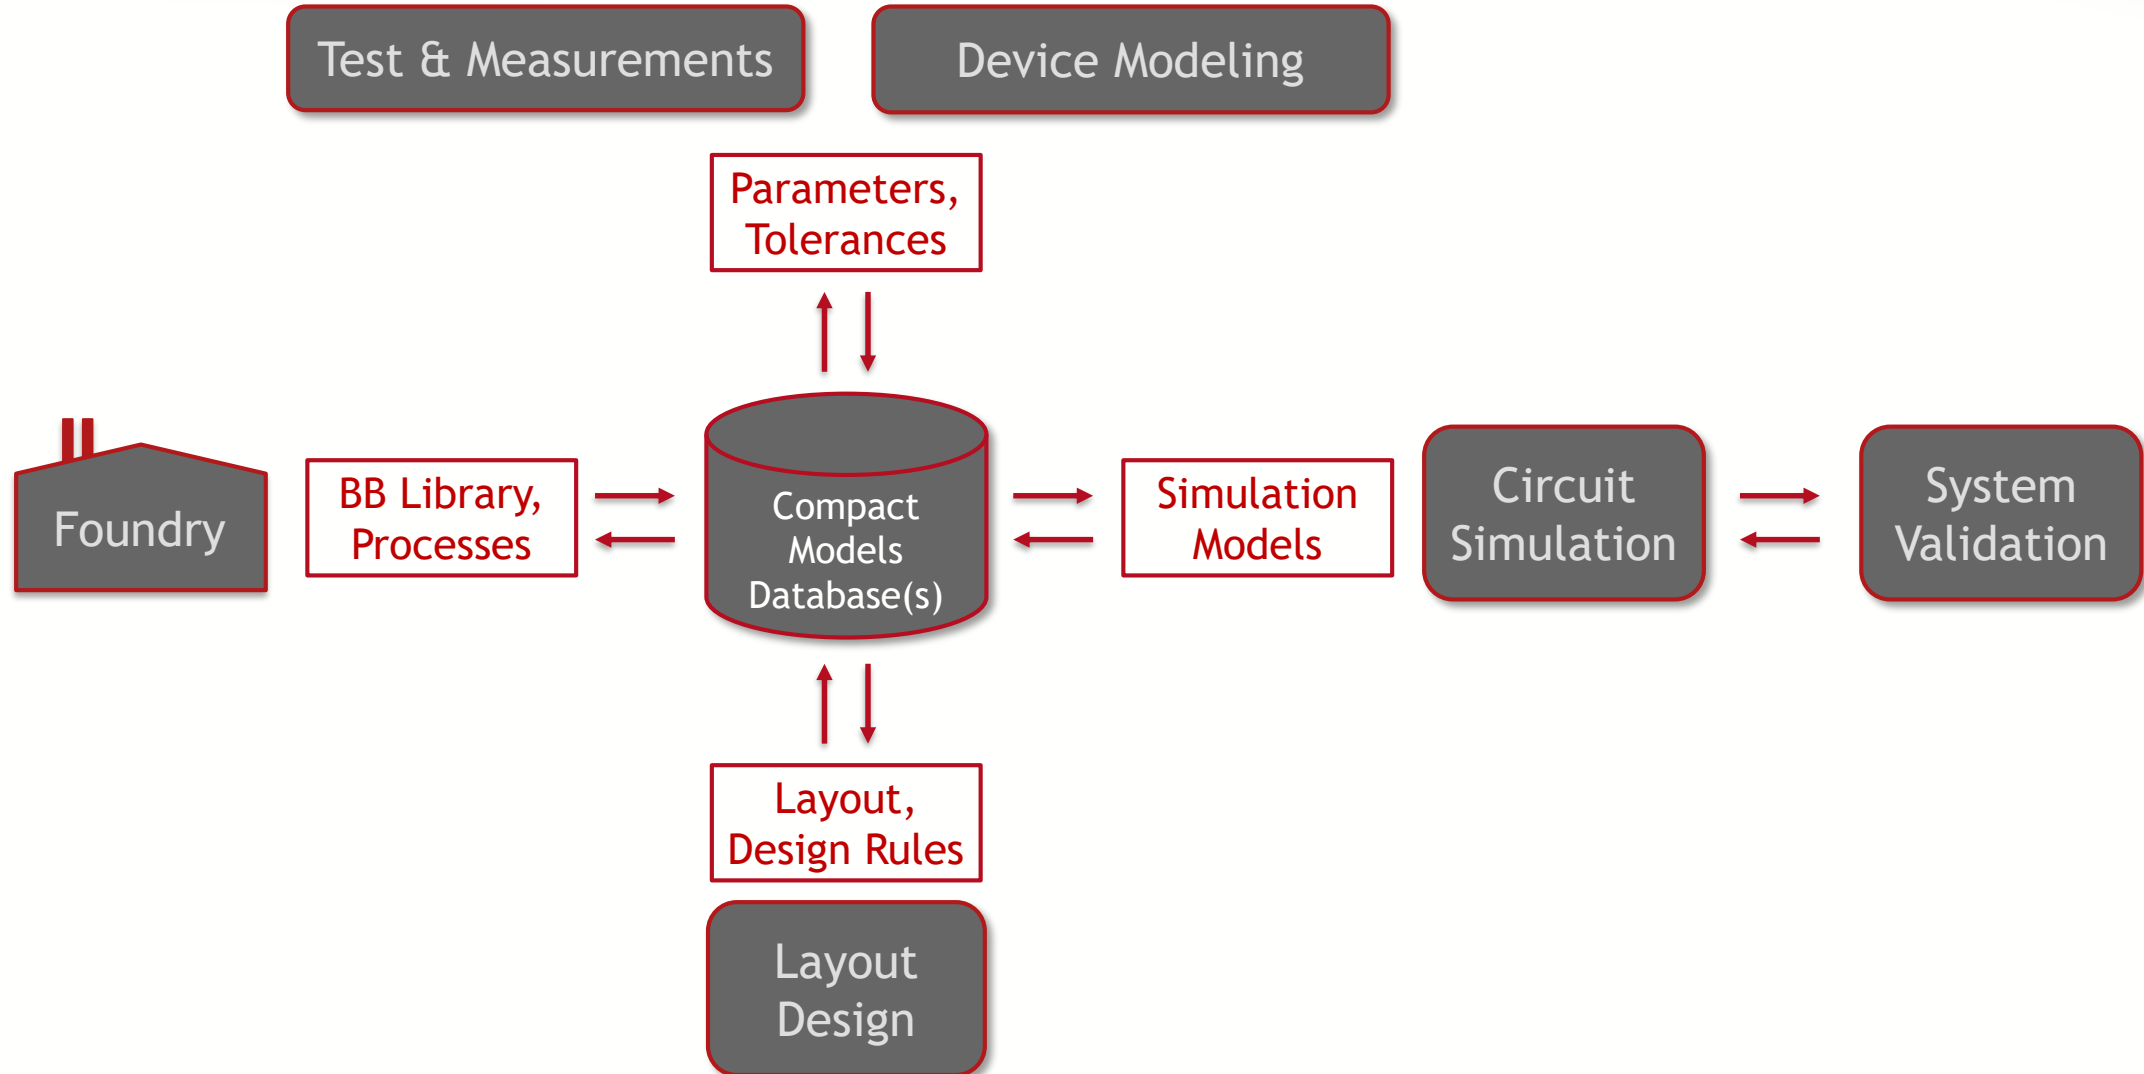 Test & Measurements
Device Modeling
Parameters,
Tolerances
Foundry
BB Library,
Processes
Compact
Models
Database(s)
Simulation
Models
Circuit
Simulation
System
Validation
Layout,
Design Rules
Layout
Design